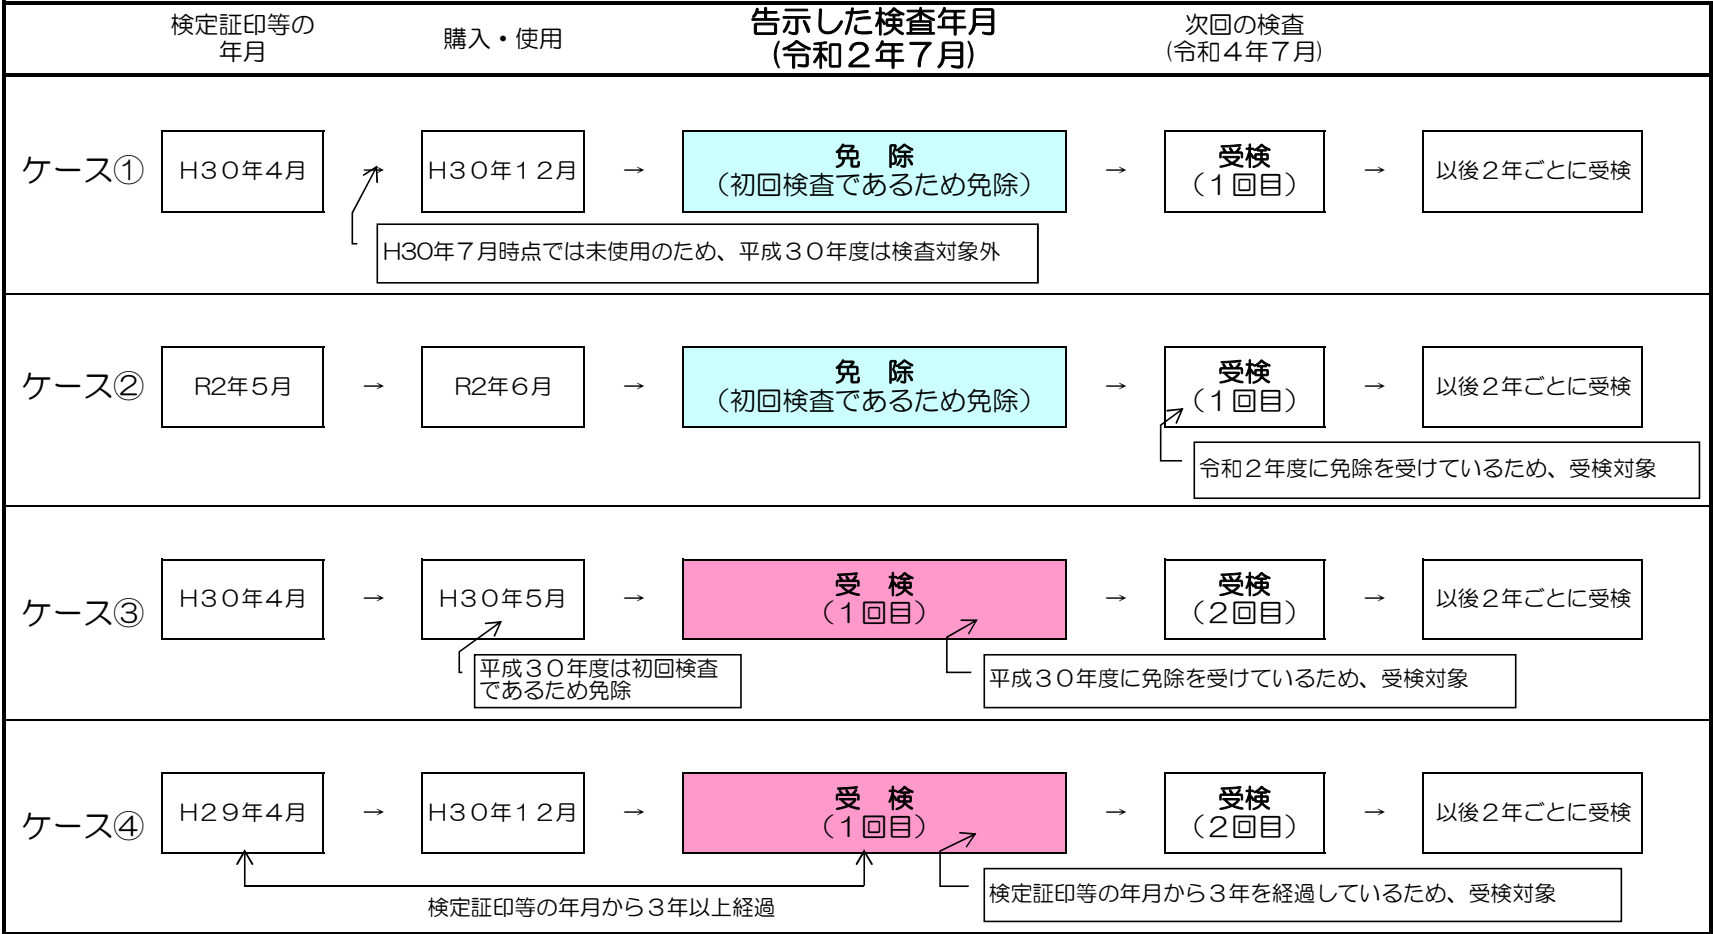 検定証印等の
年月
購入・使用
告示した検査年月
(令和２年７月)
次回の検査
(令和４年７月)
ケース①
H３０年４月
→
H３０年１２月
→
免　除
（初回検査であるため免除）
→
受検
（１回目）
→
以後２年ごとに受検
H30年７月時点では未使用のため、平成３０年度は検査対象外
ケース②
R2年５月
→
R2年６月
→
免　除
（初回検査であるため免除）
→
受検
（１回目）
→
以後２年ごとに受検
令和２年度に免除を受けているため、受検対象
ケース③
H３０年４月
→
H３０年５月
→
受　検
（１回目）
→
受検
（２回目）
→
以後２年ごとに受検
平成３０年度は初回検査
であるため免除
平成３０年度に免除を受けているため、受検対象
ケース④
H２９年４月
→
H３０年１２月
→
受　検
（１回目）
→
受検
（２回目）
→
以後２年ごとに受検
検定証印等の年月から３年以上経過
検定証印等の年月から３年を経過しているため、受検対象